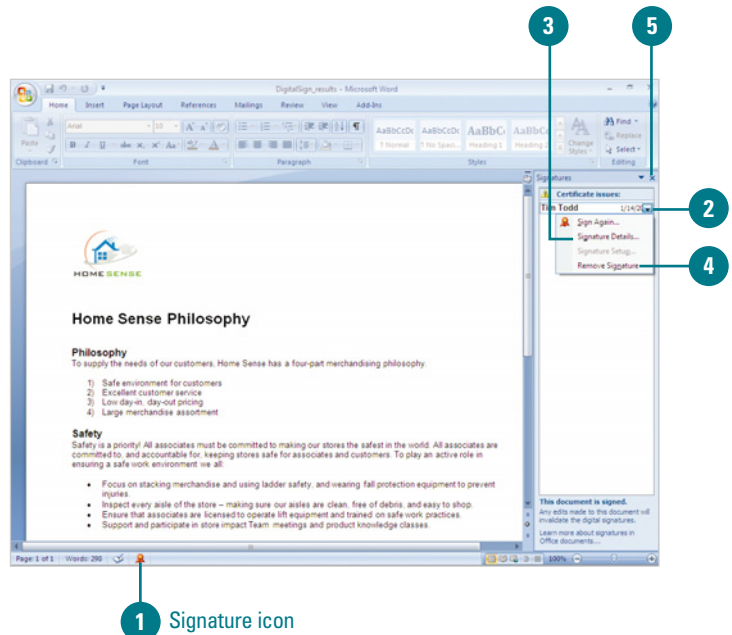 3 5
DigitalSign_results - Microsoft Word
Home Insert Page Layout References Mailings Review View Add-Ins
Arial 10
AaBbCcDc AaBbCcDc AaBbC AaBbCc
Find
Replace
Select
Paste
B I U abc x, x² Aa
¶ Normal ¶ No Spaci... Heading 1 Heading 2
Change Styles
Clipboard Font Paragraph Styles Editing
Signatures
Certificate issues:
Tim Todd 1/14/20
2
Sign Again...
Signature Details...
Signature Setup...
Remove Signature
4
HOME SENSE
Home Sense Philosophy
Philosophy
To supply the needs of our customers, Home Sense has a four-part merchandising philosophy.
1) Safe environment for customers
2) Excellent customer service
3) Low day-in, day-out pricing
4) Large merchandise assortment
Safety
Safety is a priority! All associates must be committed to making our stores the safest in the world. All associates are
committed to, and accountable for, keeping stores safe for associates and customers. To play an active role in
ensuring a safe work environment we all:
• Focus on stacking merchandise and using ladder safety, and wearing fall protection equipment to prevent
injuries.
• Inspect every aisle of the store – making sure our aisles are clean, free of debris, and easy to shop.
• Ensure that associates are licensed to operate lift equipment and trained on safe work practices.
• Support and participate in store impact Team meetings and product knowledge classes.
This document is signed.
Any edits made to this document will
invalidate the digital signatures.
Learn more about signatures in
Office documents...
Page: 1 of 1 Words: 290 100%
1 Signature icon